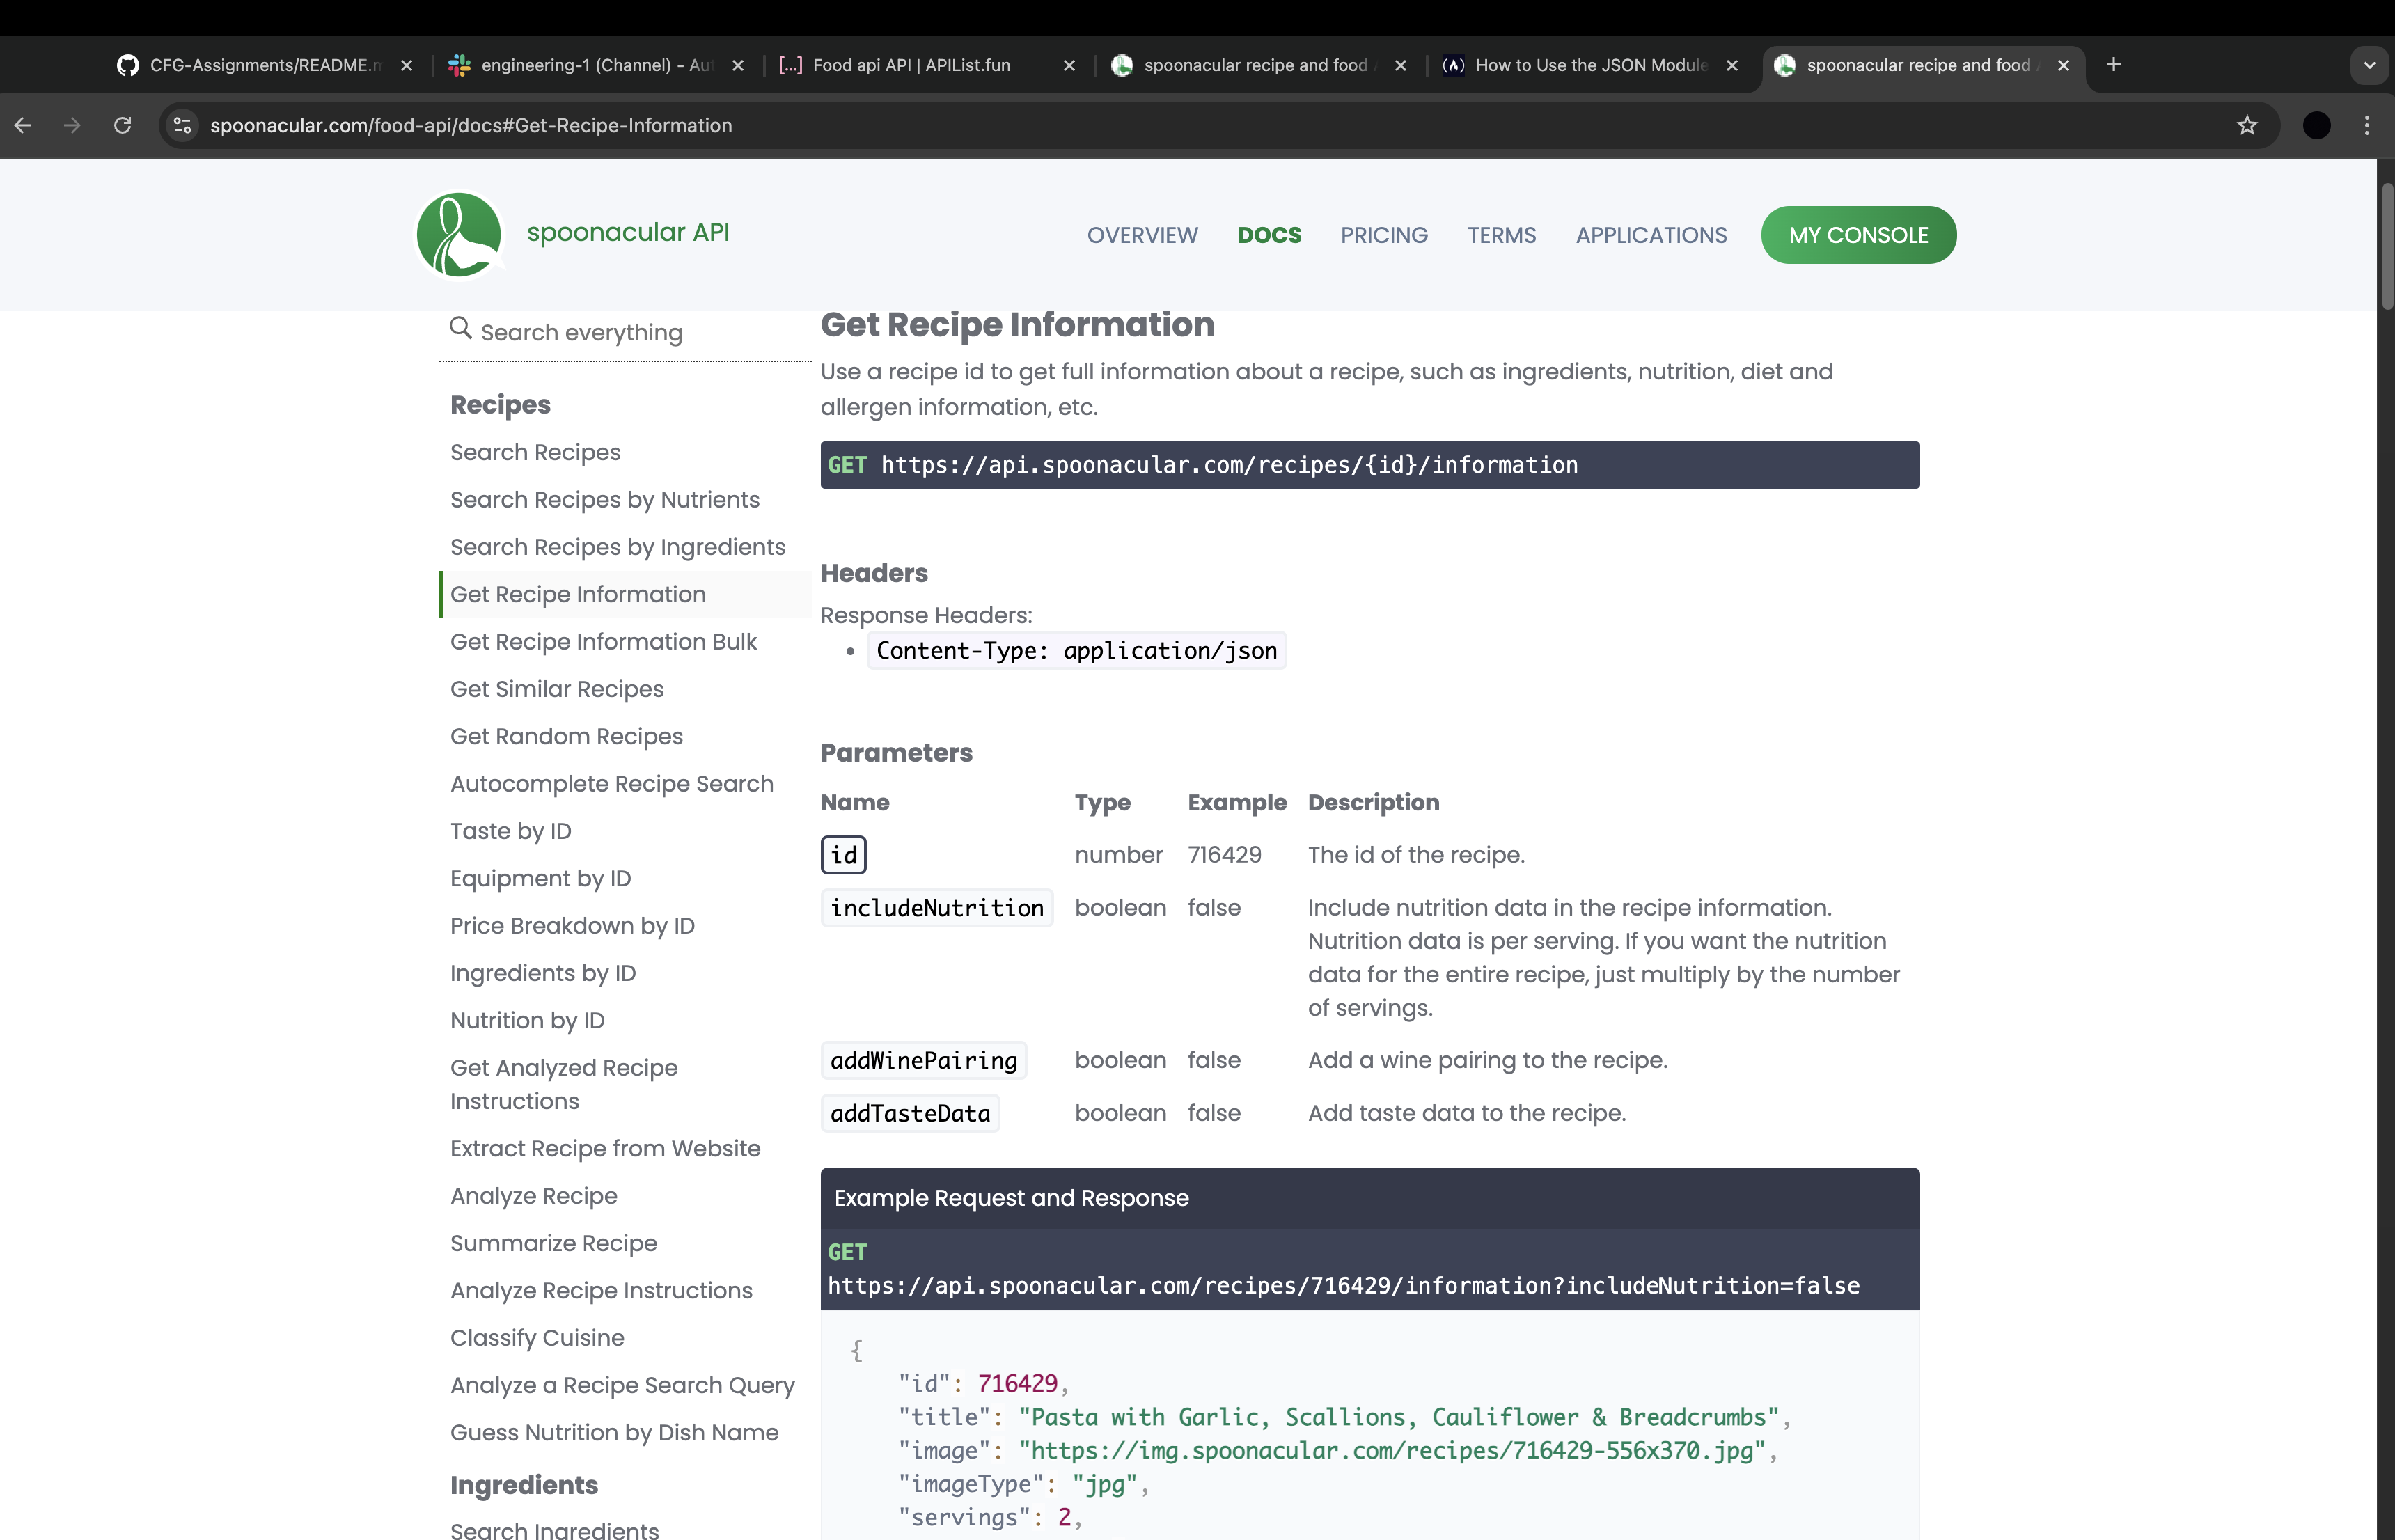 CFG-Assignments/README.m
engineering-1 (Channel) - Aut
[...] Food api API | APIList.fun
spoonacular recipe and food A
How to Use the JSON Module
spoonacular recipe and food A
spoonacular.com/food-api/docs#Get-Recipe-Information
spoonacular API
OVERVIEW
DOCS
PRICING
TERMS
APPLICATIONS
MY CONSOLE
Search everything
Recipes
Search Recipes
Search Recipes by Nutrients
Search Recipes by Ingredients
Get Recipe Information
Get Recipe Information Bulk
Get Similar Recipes
Get Random Recipes
Autocomplete Recipe Search
Taste by ID
Equipment by ID
Price Breakdown by ID
Ingredients by ID
Nutrition by ID
Get Analyzed Recipe
Instructions
Extract Recipe from Website
Analyze Recipe
Summarize Recipe
Analyze Recipe Instructions
Classify Cuisine
Analyze a Recipe Search Query
Guess Nutrition by Dish Name
Ingredients
Search Ingredients
Get Recipe Information
Use a recipe id to get full information about a recipe, such as ingredients, nutrition, diet and
allergen information, etc.
GET https://api.spoonacular.com/recipes/{id}/information
Headers
Response Headers:
• Content-Type: application/json
Parameters
Name Type Example Description
id number 716429 The id of the recipe.
includeNutrition boolean false Include nutrition data in the recipe information.
Nutrition data is per serving. If you want the nutrition
data for the entire recipe, just multiply by the number
of servings.
addWinePairing boolean false Add a wine pairing to the recipe.
addTasteData boolean false Add taste data to the recipe.
Example Request and Response
GET
https://api.spoonacular.com/recipes/716429/information?includeNutrition=false
{
"id": 716429,
"title": "Pasta with Garlic, Scallions, Cauliflower & Breadcrumbs",
"image": "https://img.spoonacular.com/recipes/716429-556x370.jpg",
"imageType": "jpg",
"servings": 2,